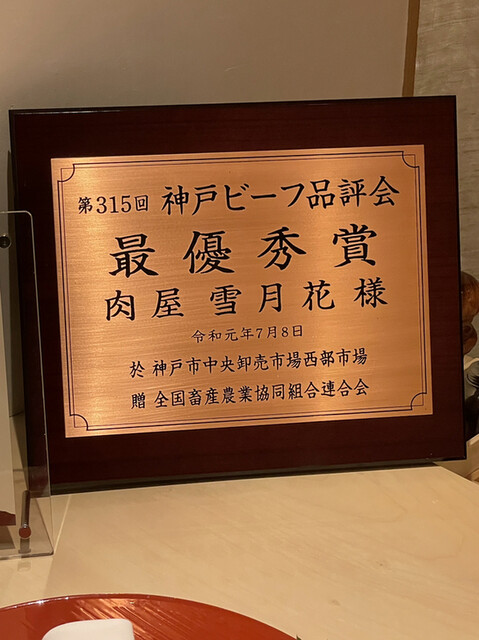 第315回 神戸ビーフ品評会
最優秀賞
肉屋 雪月花 様
令和元年7月8日
於 神戸市中央卸売市場西部市場
贈 全国畜産農業協同組合連合会